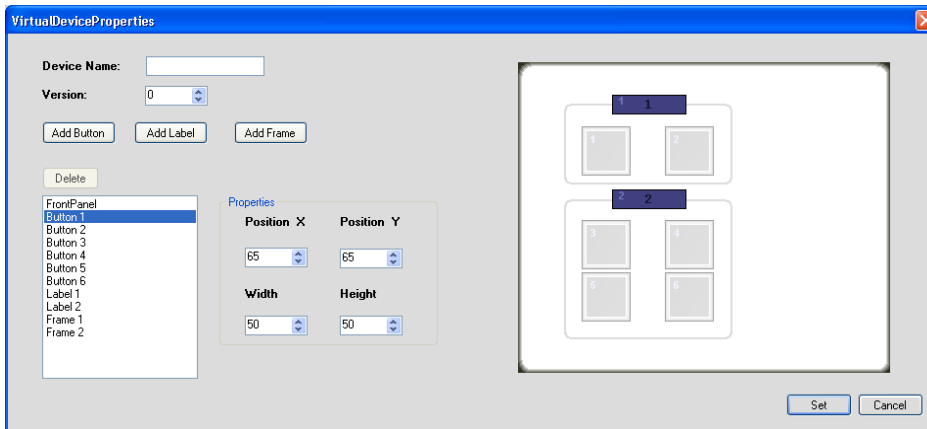 VirtualDeviceProperties
Device Name:
Version:
0
Add Button
Add Label
Add Frame
Delete
FrontPanel
Button 1
Button 2
Button 3
Button 4
Button 5
Button 6
Label 1
Label 2
Frame 1
Frame 2
Properties
Position X
Position Y
65
65
Width
Height
50
50
1 1
1
2
2 2
3
4
5
6
Set
Cancel